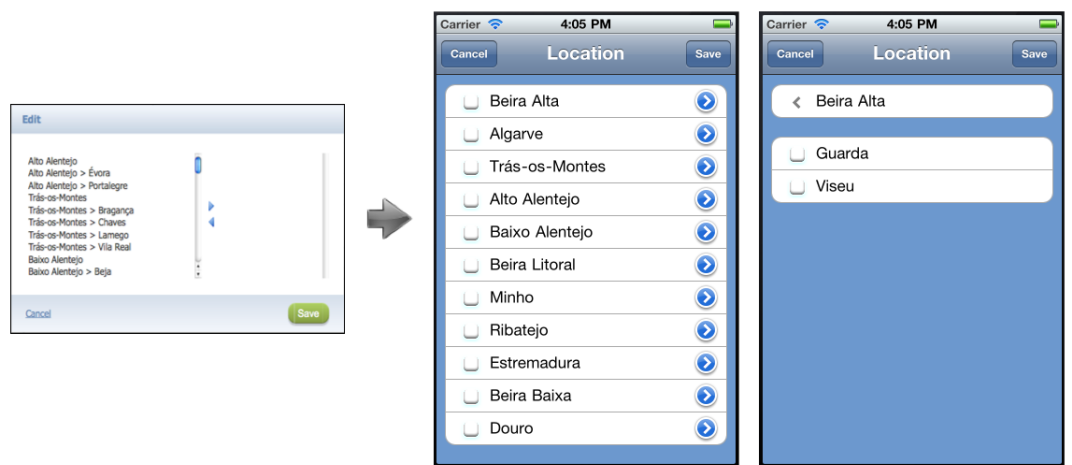 Edit
Alto Alentejo
Alto Alentejo > Évora
Alto Alentejo > Portalegre
Trás-os-Montes
Trás-os-Montes > Bragança
Trás-os-Montes > Chaves
Trás-os-Montes > Lamego
Trás-os-Montes > Vila Real
Baixo Alentejo
Baixo Alentejo > Beja
Cancel
Save
Carrier
4:05 PM
Cancel
Location
Save
Beira Alta
Algarve
Trás-os-Montes
Alto Alentejo
Baixo Alentejo
Beira Litoral
Minho
Ribatejo
Estremadura
Beira Baixa
Douro
Carrier
4:05 PM
Cancel
Location
Save
Beira Alta
Guarda
Viseu